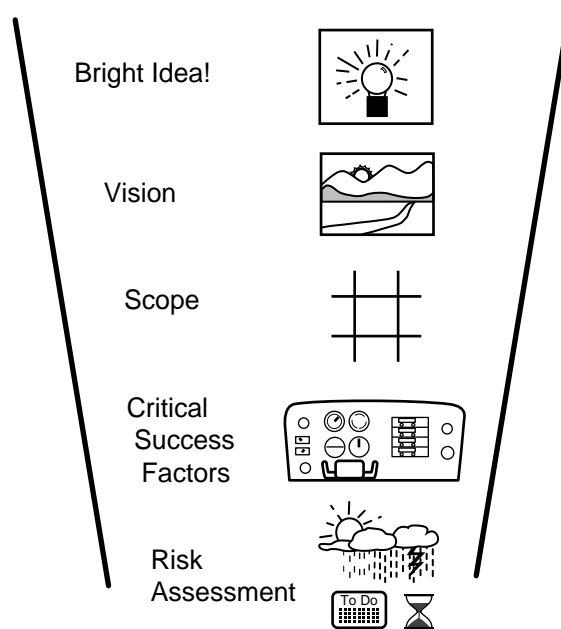 Bright Idea!
Vision
Scope
Critical
Success
Factors
Risk
Assessment
To Do